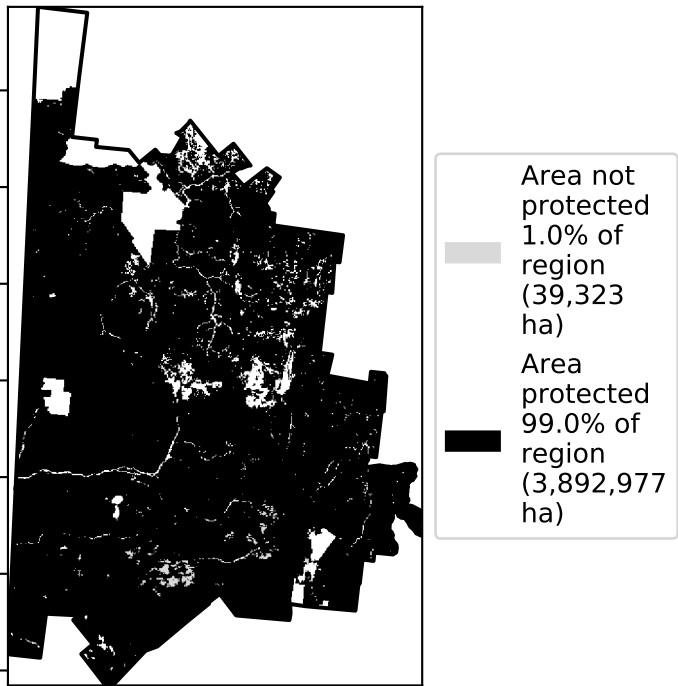 Area not
protected
1.0% of
region
(39,323
ha)
Area
protected
99.0% of
region
(3,892,977
ha)